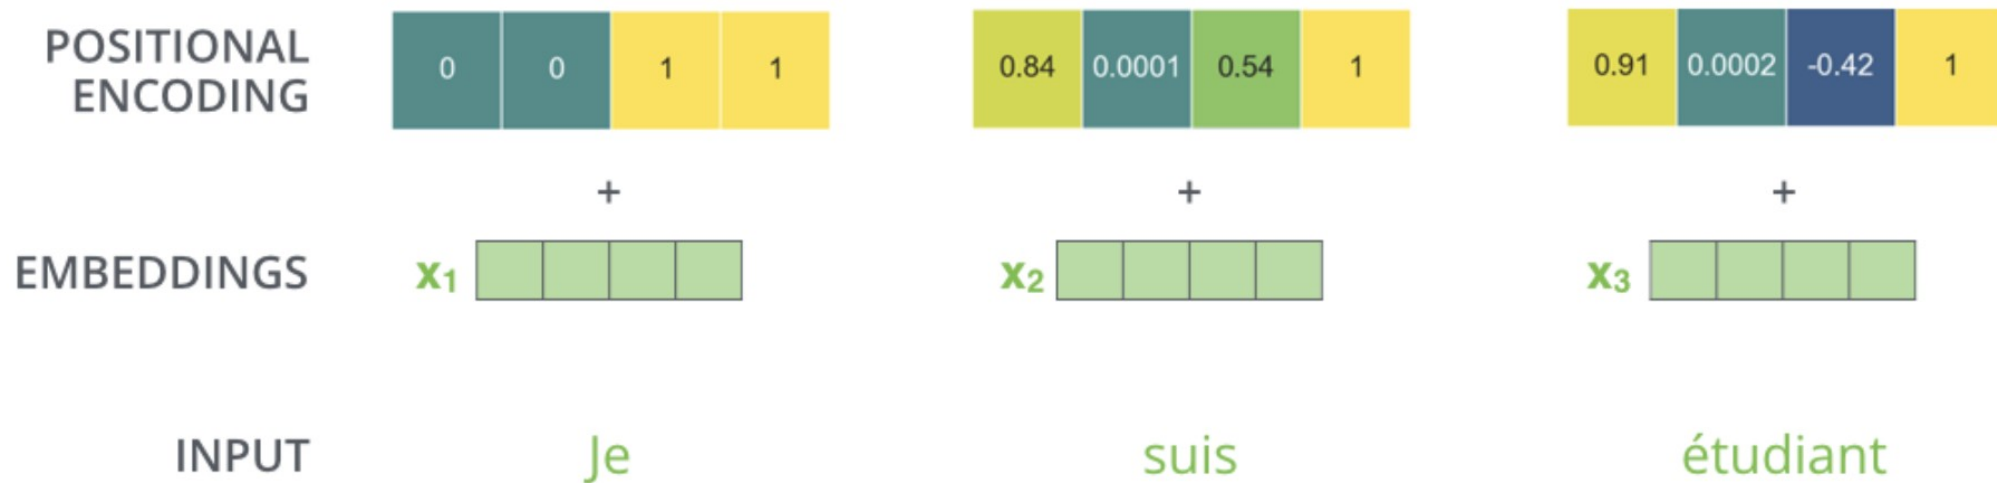 POSITIONAL
ENCODING
0 0 1 1
0.84 0.0001 0.54 1
0.91 0.0002 -0.42 1
+ + +
EMBEDDINGS
x1 x2 x3
INPUT
Je suis étudiant